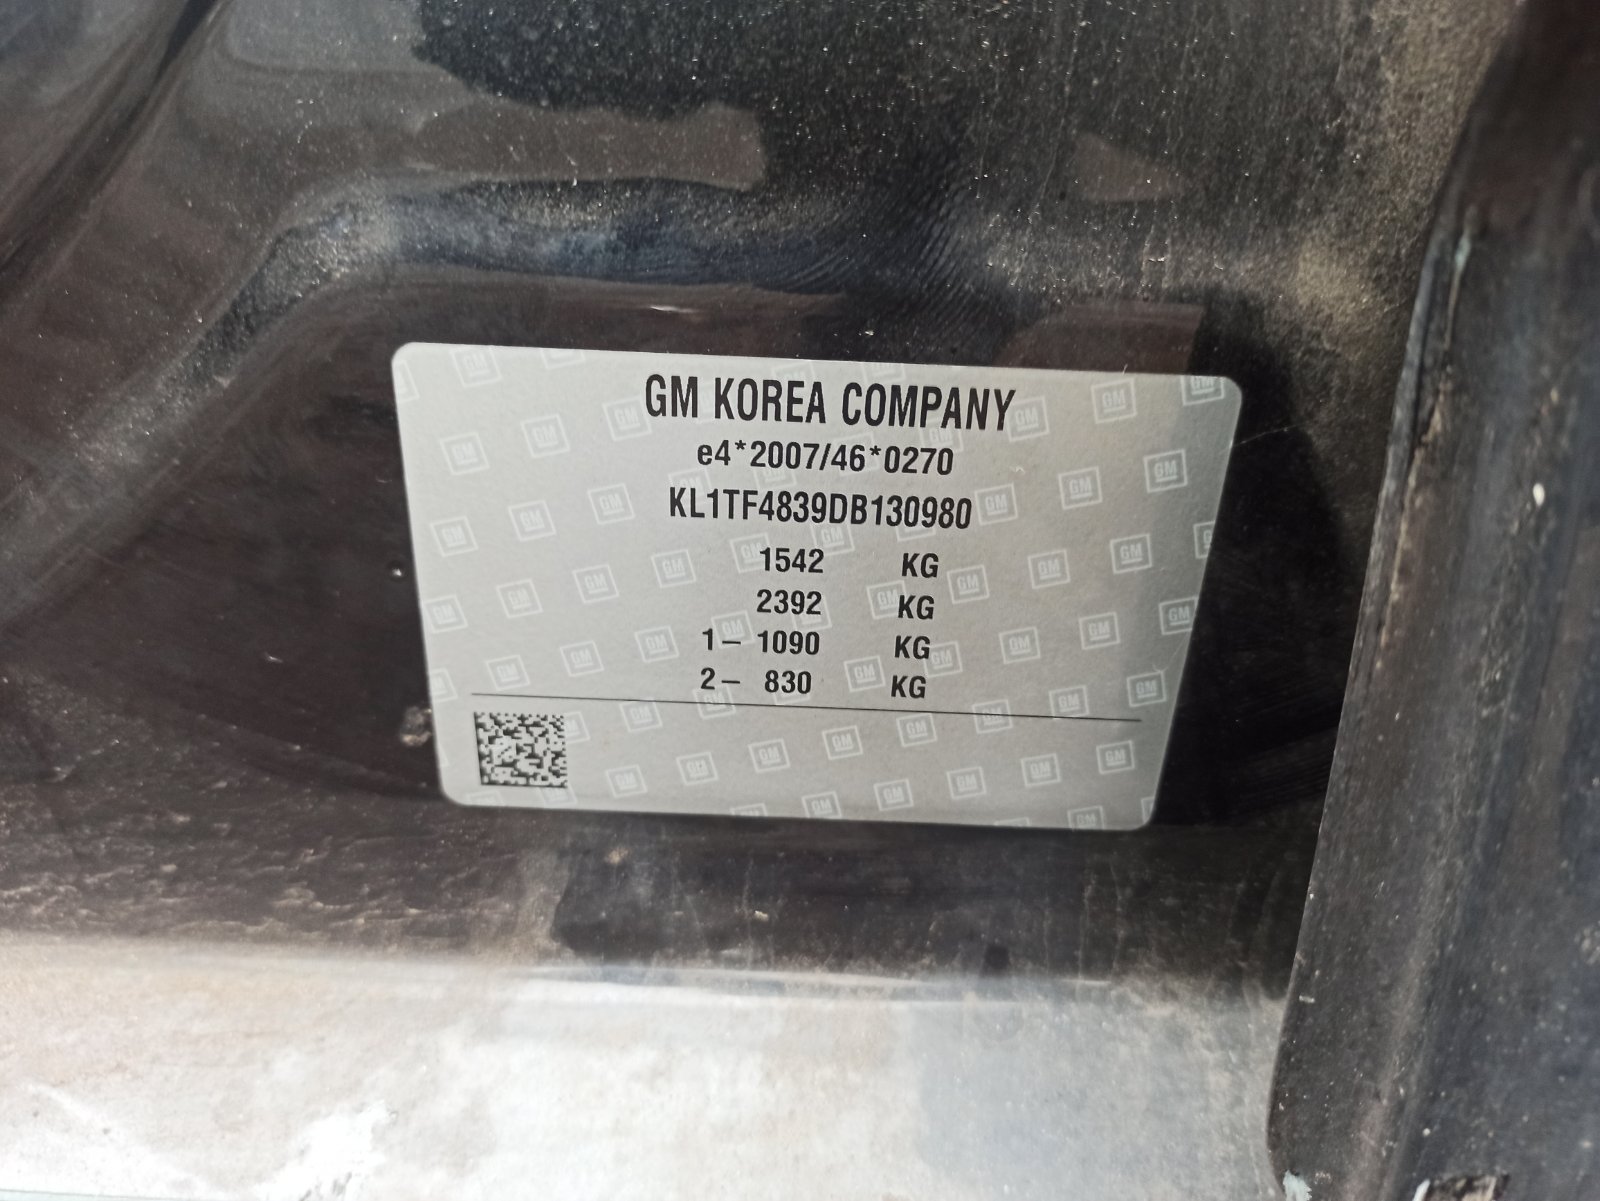 GM KOREA COMPANY
e4*2007/46*0270
KL1TF4839DB130980
1542 KG
2392 KG
1– 1090 KG
2– 830 KG